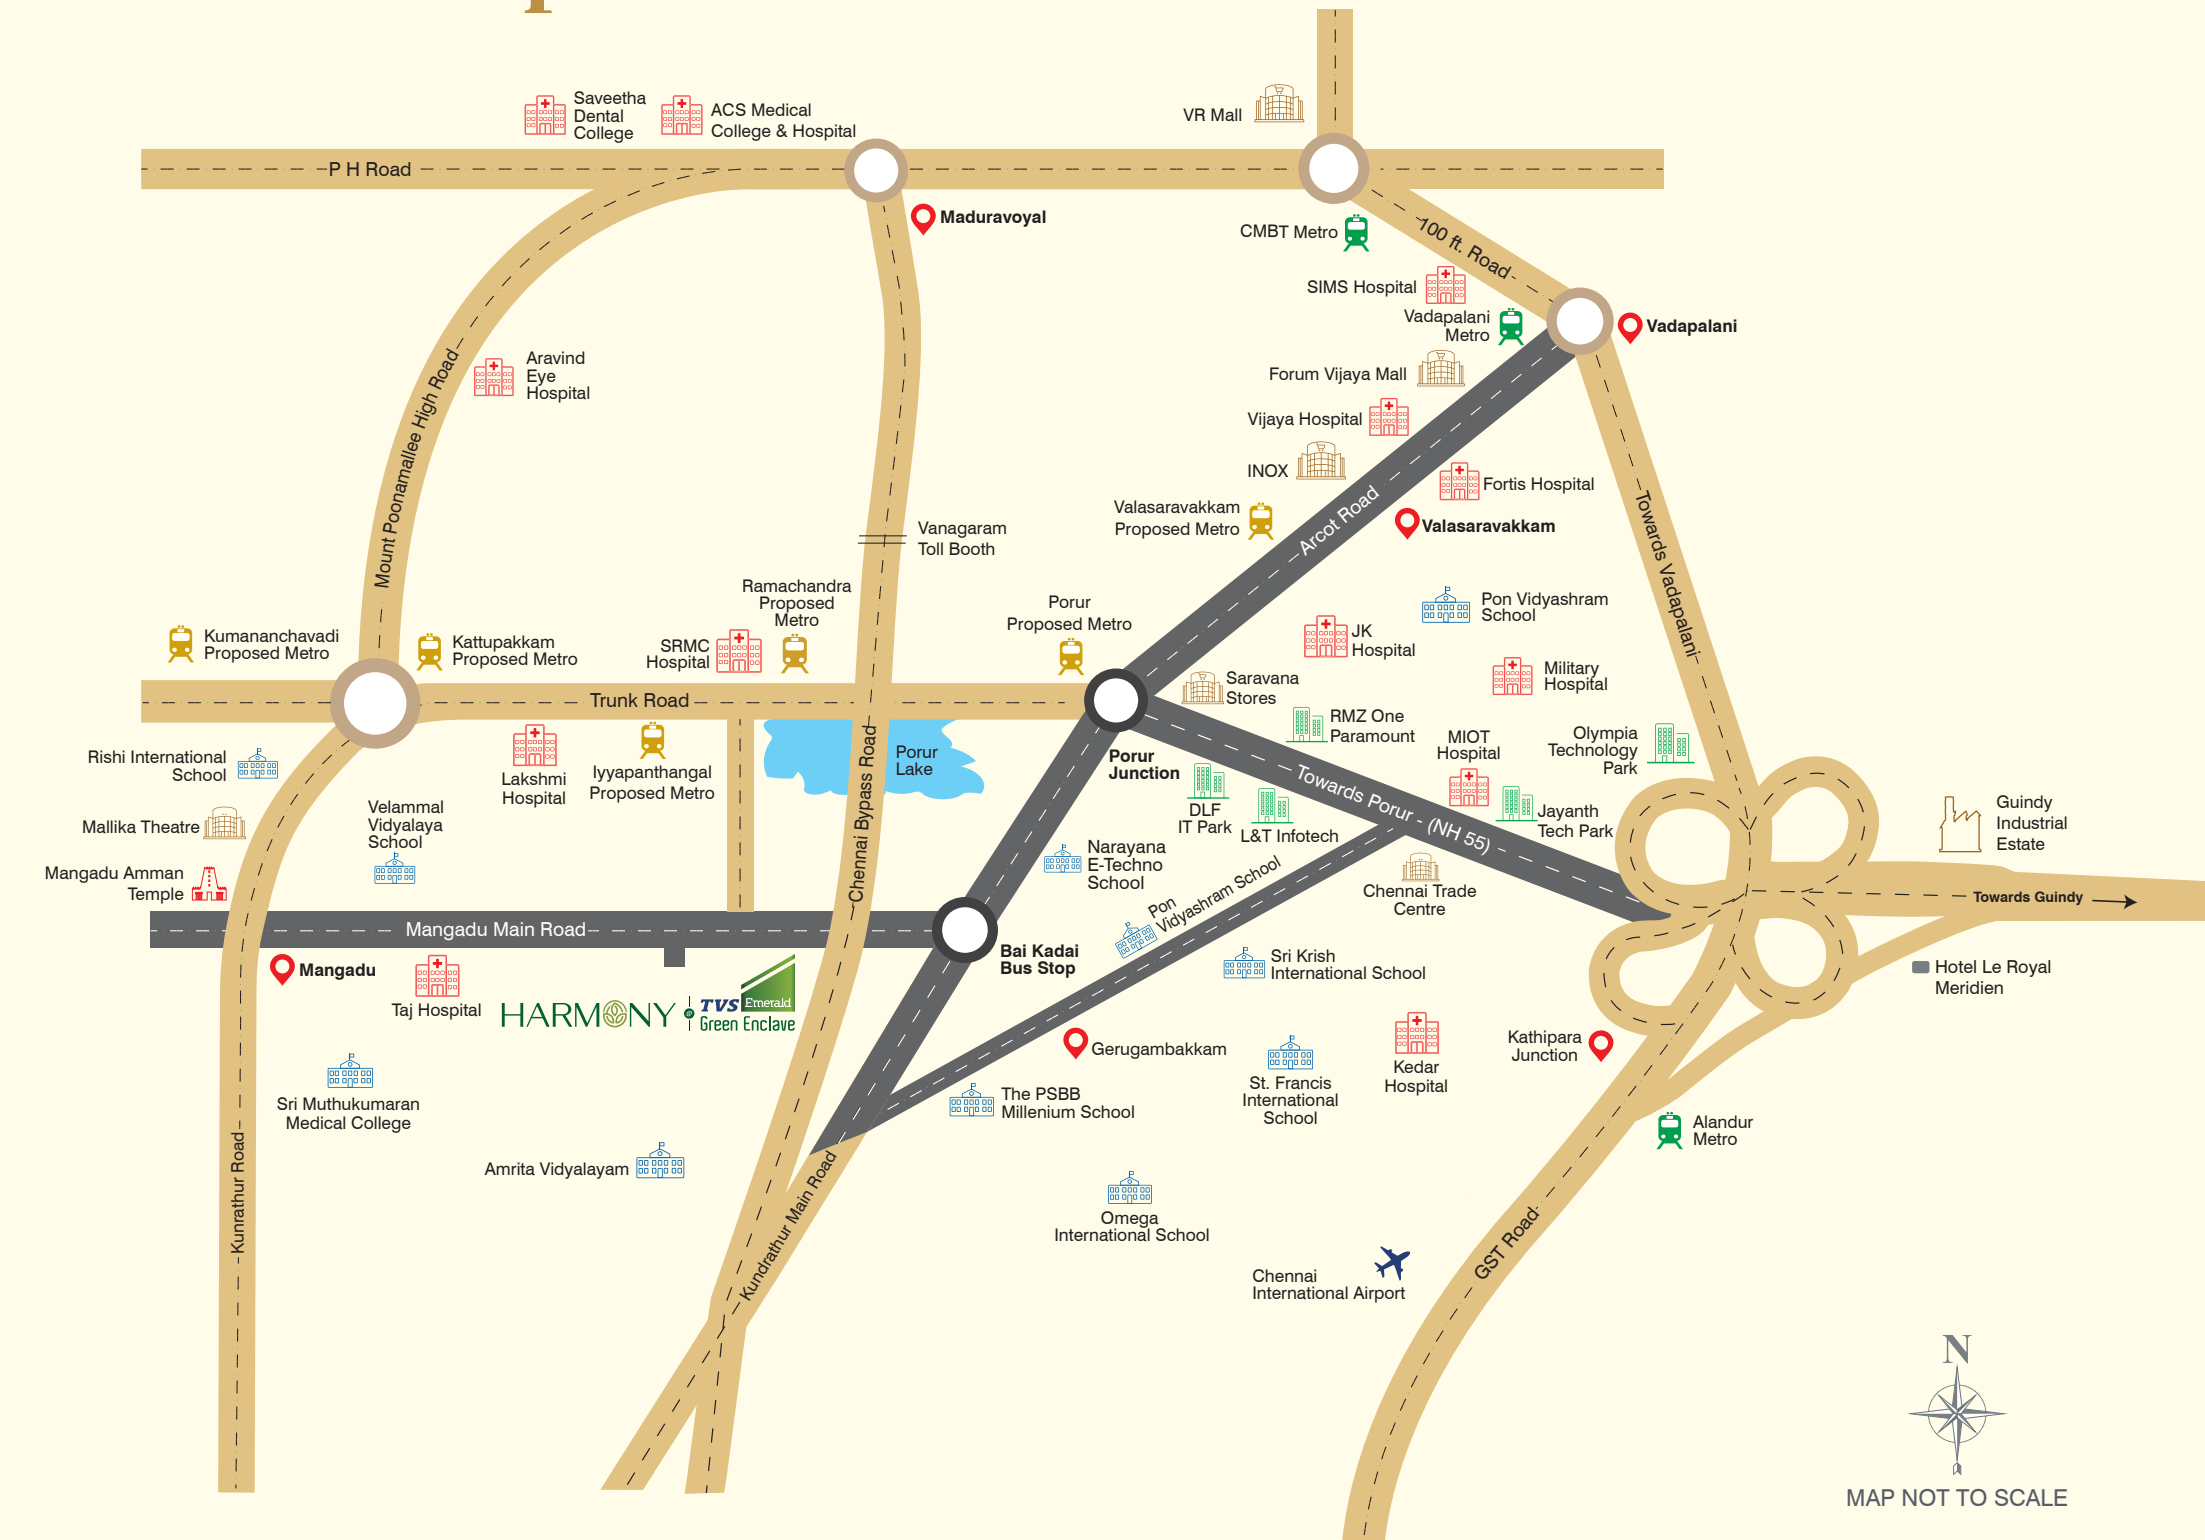 Saveetha
Dental
College
ACS Medical
College & Hospital
VR Mall
P H Road
Maduravoyal
CMBT Metro
100 ft. Road
SIMS Hospital
Vadapalani
Metro
Vadapalani
Forum Vijaya Mall
Aravind
Eye
Hospital
Mount Poonamallee High Road
Vijaya Hospital
INOX
Fortis Hospital
Arcot Road
Valasaravakkam
Proposed Metro
Valasaravakkam
Towards Vadapalani
Vanagaram
Toll Booth
Ramachandra
Proposed
Metro
Porur
Proposed Metro
Pon Vidyashram
School
Kumananchavadi
Proposed Metro
Kattupakkam
Proposed Metro
SRMC
Hospital
JK
Hospital
Military
Hospital
Saravana
Stores
Trunk Road
RMZ One
Paramount
MIOT
Hospital
Olympia
Technology
Park
Rishi International
School
Lakshmi
Hospital
Iyyapanthangal
Proposed Metro
Porur
Lake
Chennai Bypass Road
Porur
Junction
Towards Porur - (NH 55)
DLF
IT Park
L&T Infotech
Jayanth
Tech Park
Guindy
Industrial
Estate
Mallika Theatre
Velammal
Vidyalaya
School
Mangadu Amman
Temple
Narayana
E-Techno
School
Pon
Vidyashram School
Chennai Trade
Centre
Towards Guindy
Mangadu Main Road
Bai Kadai
Bus Stop
Mangadu
Taj Hospital
HARMONY
TVS
Emerald
Green Enclave
Sri Krish
International School
Hotel Le Royal
Meridien
Gerugambakkam
Kathipara
Junction
Kedar
Hospital
St. Francis
International
School
The PSBB
Millenium School
Sri Muthukumaran
Medical College
Alandur
Metro
Amrita Vidyalayam
Kunrathur Road
Kundrathur Main Road
Omega
International School
GST Road
Chennai
International Airport
N
MAP NOT TO SCALE